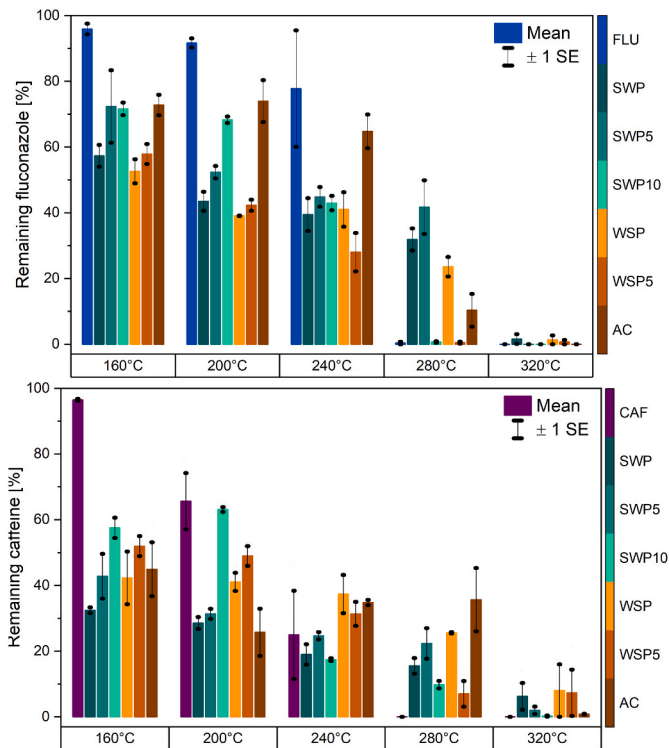 Remaining fluconazole [%]
100
80
60
40
20
0
Mean
± 1 SE
160°C 200°C 240°C 280°C 320°C
FLU
SWP
SWP5
SWP10
WSP
WSP5
AC
Remaining catteine [%]
100
80
60
40
20
0
Mean
± 1 SE
160°C 200°C 240°C 280°C 320°C
CAF
SWP
SWP5
SWP10
WSP
WSP5
AC